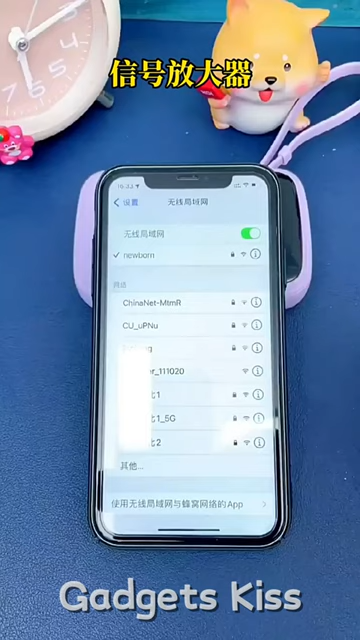 信号放大器
16:33
设置
无线局域网
无线局域网
newborn
网络
ChinaNet-MtmR
CU_uPNu
_111020
1
1_5G
2
其他...
使用无线局域网与蜂窝网络的App
Gadgets Kiss